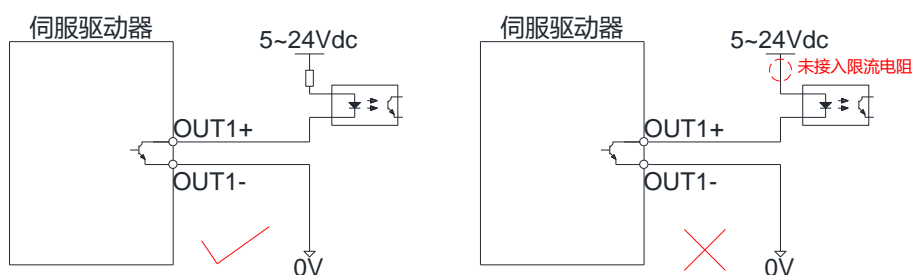 伺服驱动器
5~24Vdc
OUT1+
OUT1-
0V
伺服驱动器
5~24Vdc
未接入限流电阻
OUT1+
OUT1-
0V